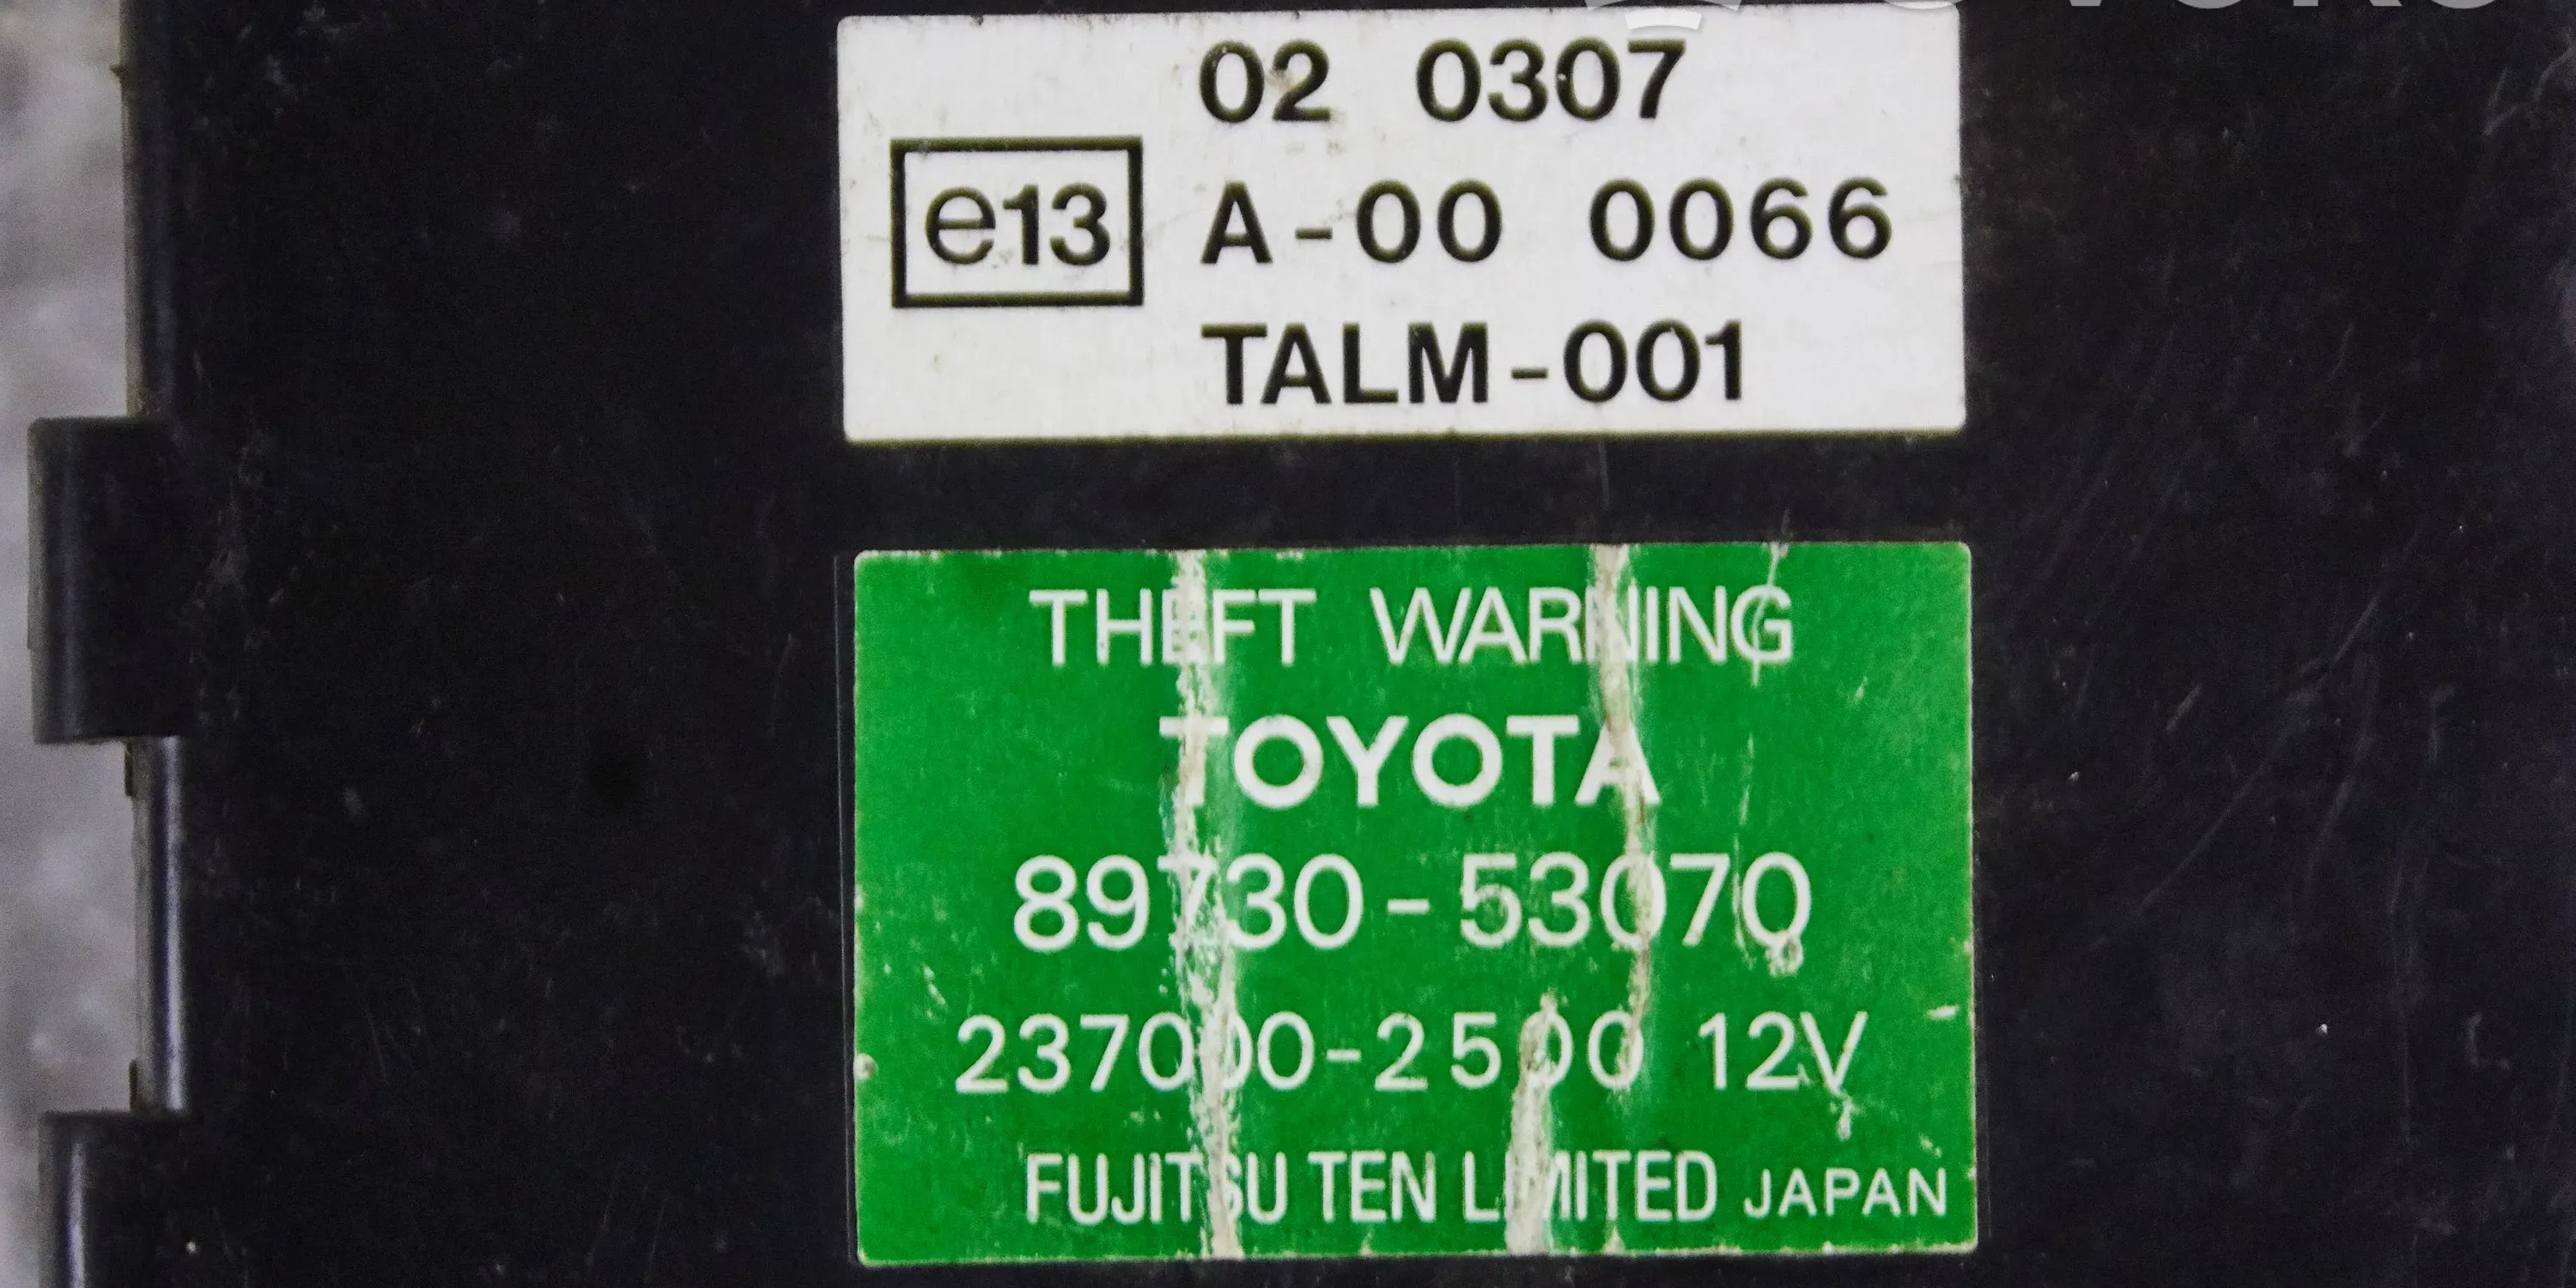 02 0307
e13 A-00 0066
TALM-001
THEFT WARNING
TOYOTA
89730-53070
237000-2500 12V
FUJITSU TEN LIMITED JAPAN